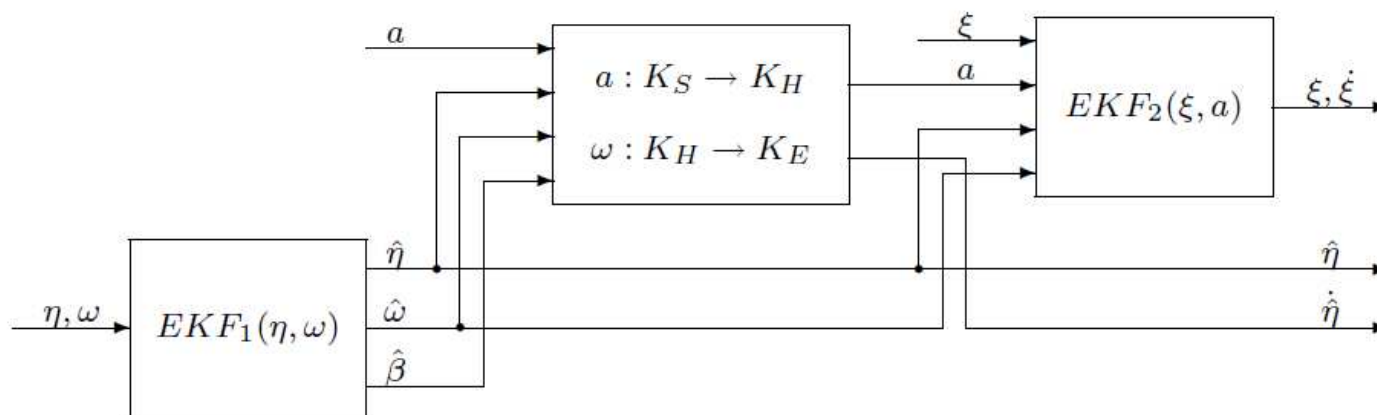 a
ξ
a : K_S → K_H
a
EKF_2(ξ, a)
ξ, ξ̇
ω : K_H → K_E
η̂
η̂
η, ω
EKF_1(η, ω)
ω̂
η̂̇
β̂